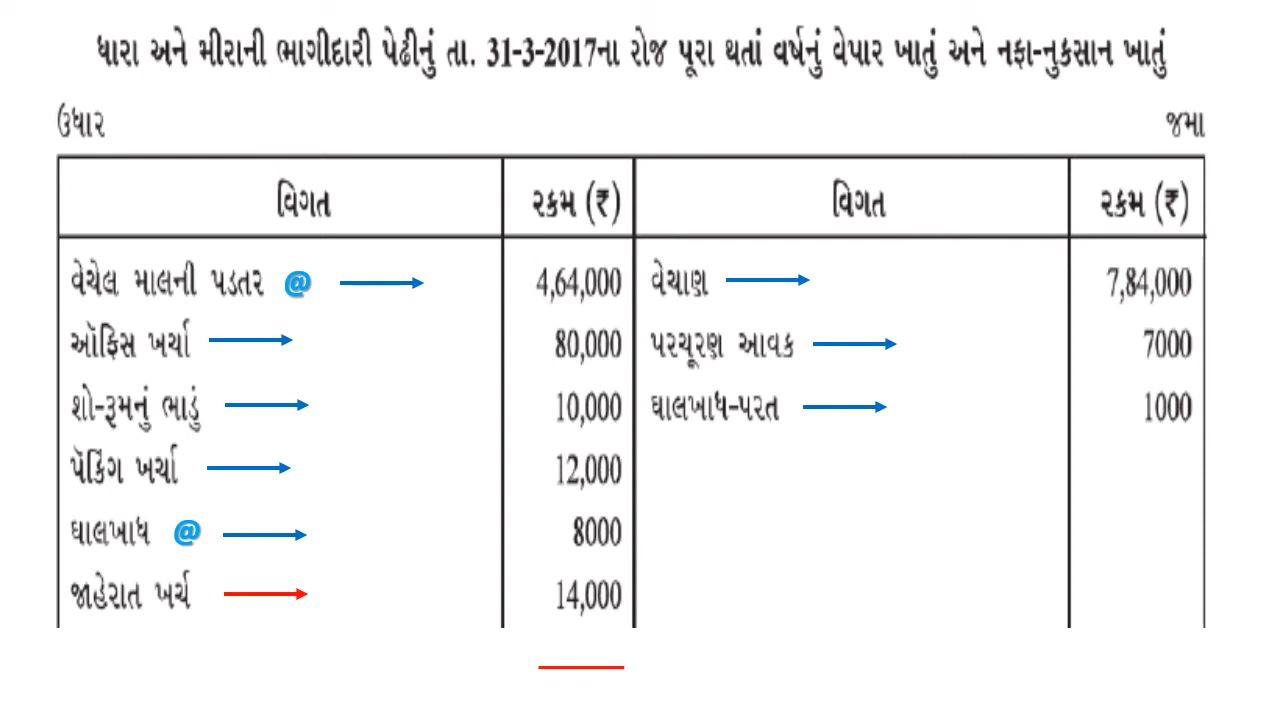 ધારા અને મીરાની ભાગીદારી પેઢીનું તા. 31-3-2017ના રોજ પૂરા થતાં વર્ષનું વેપાર ખાતું અને નફા-નુકસાન ખાતું
ઉધાર જમા
વિગત રકમ (₹) વિગત રકમ (₹)
વેચેલ માલની પડતર @ 4,64,000 વેચાણ 7,84,000
ઑફિસ ખર્ચા 80,000 પરચૂરણ આવક 7000
શો-રૂમનું ભાડું 10,000 ઘાલખાધ-પરત 1000
પૅકિંગ ખર્ચા 12,000
ઘાલખાધ @ 8000
જાહેરાત ખર્ચ 14,000